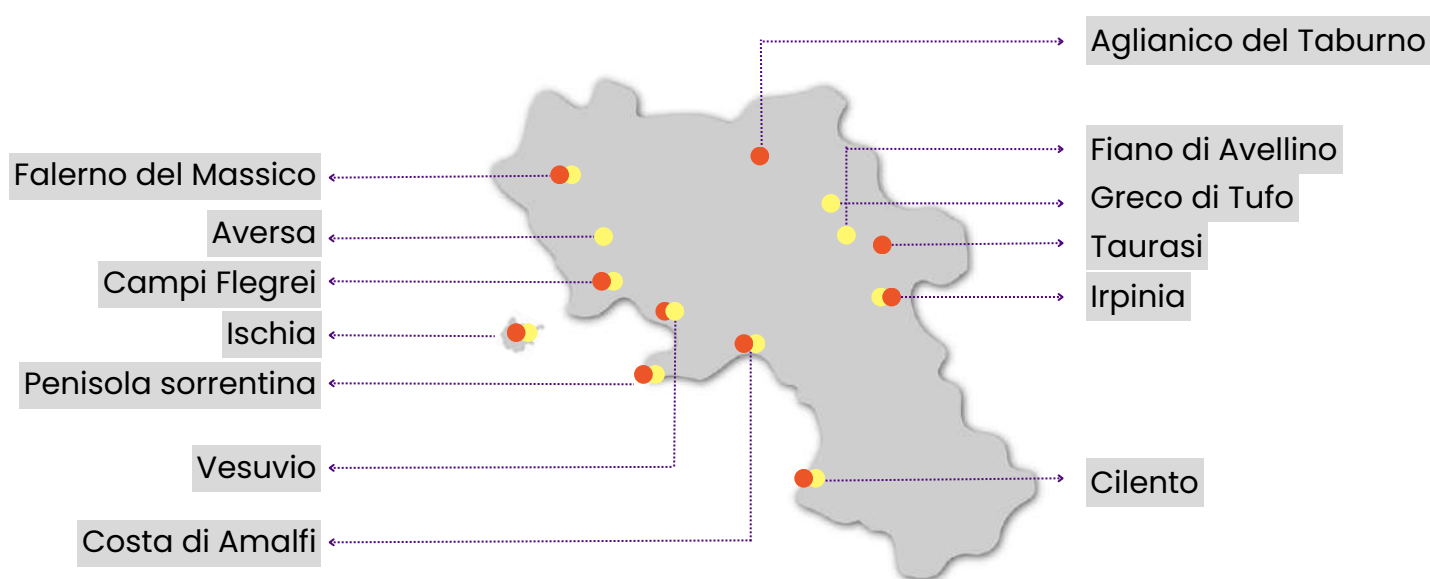 Aglianico del Taburno
Fiano di Avellino
Falerno del Massico
Greco di Tufo
Aversa
Taurasi
Campi Flegrei
Irpinia
Ischia
Penisola sorrentina
Vesuvio
Cilento
Costa di Amalfi